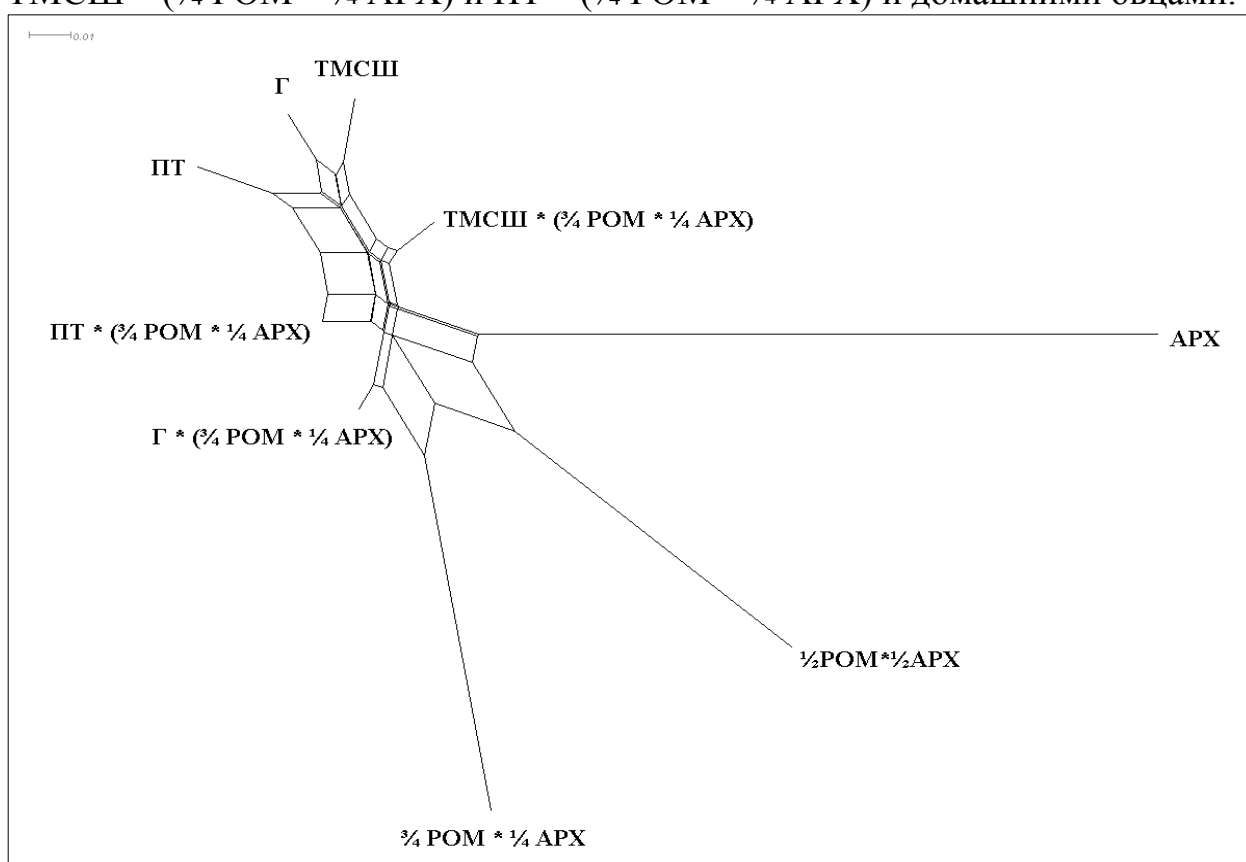 ТМСШ * (¾ РОМ * ¼ АРХ) и ПТ * (¾ РОМ * ¼ АРХ) и домашними овцами.
0.01
ТМСШ
Г
ПТ
ТМСШ * (¾ РОМ * ¼ АРХ)
ПТ * (¾ РОМ * ¼ АРХ)
АРХ
Г * (¾ РОМ * ¼ АРХ)
½РОМ*½АРХ
¾ РОМ * ¼ АРХ